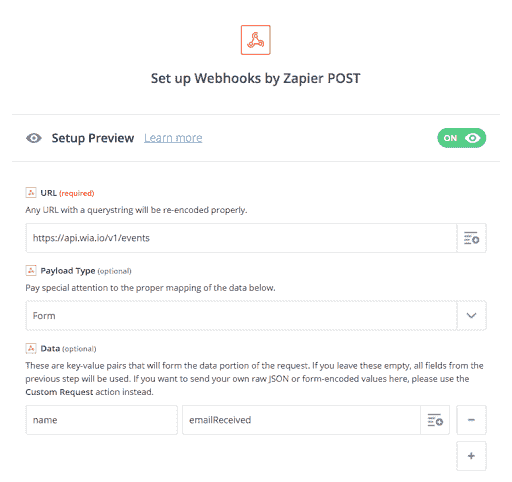 Set up Webhooks by Zapier POST
Setup Preview Learn more
ON
URL (required)
Any URL with a querystring will be re-encoded properly.
https://api.wia.io/v1/events
Payload Type (optional)
Pay special attention to the proper mapping of the data below.
Form
Data (optional)
These are key-value pairs that will form the data portion of the request. If you leave these empty, all fields from the
previous step will be used. If you want to send your own raw JSON or form-encoded values here, please use the
Custom Request action instead.
name emailReceived